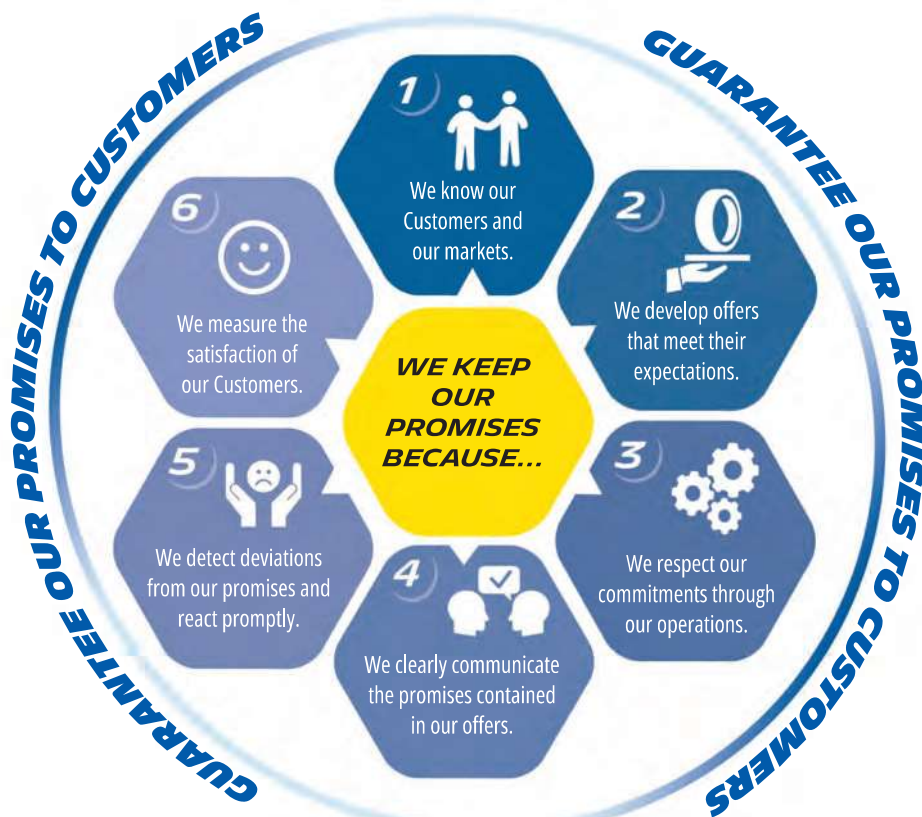 GUARANTEE OUR PROMISES TO CUSTOMERS
GUARANTEE OUR PROMISES TO CUSTOMERS
WE KEEP
OUR
PROMISES
BECAUSE...
1
We know our
Customers and
our markets.
2
We develop offers
that meet their
expectations.
3
We respect our
commitments through
our operations.
4
We clearly communicate
the promises contained
in our offers.
5
We detect deviations
from our promises and
react promptly.
6
We measure the
satisfaction of
our Customers.